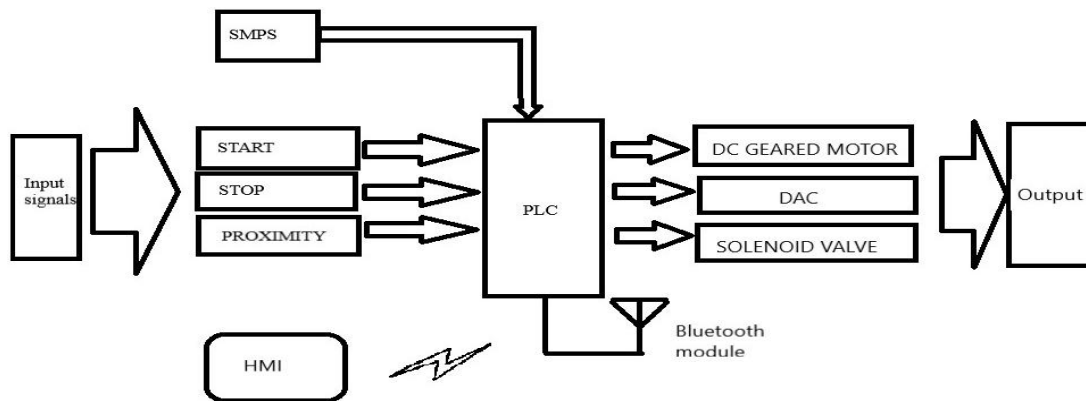 SMPS
Input
signals
START
STOP
PROXIMITY
PLC
DC GEARED MOTOR
DAC
SOLENOID VALVE
Output
HMI
Bluetooth
module